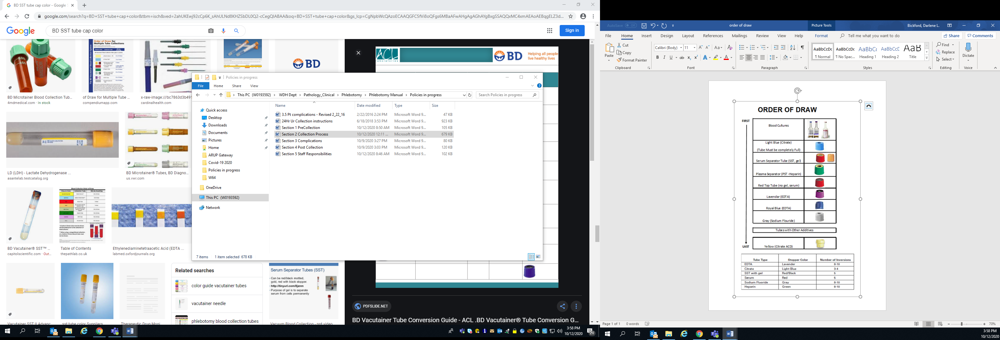 BD SST tube cap color - Google S
google.com/search?q=BD+SST+tube+cap+color&tbm=isch&ved=2ahUKEwj92cCp6K_sAhULNd8KHZSbDL0Q2-cCegQIABAA&oq=BD+SST+tube+cap+color&gs_lcp=CgNpbWcQAzoECAAQGFC5fVi8oQFgs6MBaAFwAHgAgAGhAYgBxgSSAQQxMC4xmAEAoAEBqgELZ3d...
Google
BD SST tube cap color
Sign in
Order of Draw for
Multiple Tube Collections
BD
BD Microtainer Blood Collection Tub...
4mdmedical.com · In stock
of Draw for Multiple Tube ...
compendiumapp.com
x-raw-image:///bc7863d3b491
cardinalhealth.com
LD (LDH) - Lactate Dehydrogenase ...
asantelab.testcatalog.org
BD Microtainer® Tubes, BD Diagno...
us.vwr.com
BD Vacutainer® SST™ ...
capitolscientific.com · Out...
Table of Contents
thepathlab.co.uk
Ethylenediaminetetraacetic Acid (EDTA ...
labmed.oxfordjournals.org
Related searches
color guide vacutainer tubes
vacutainer needle
phlebotomy blood collection tubes
Serum Separator Tubes (SST)
- Can be red/black mottled,
gold, red with black stopper.
- http://tinyurl.com/8jznm
- Purpose of gel is to separate
serum from cells permanently
Vacutainer SST II Advanc
sst tube color Suppliers
Therapeutic Drug Moni
Vacuum Blood Collection - ppt video
ACL
laboratories
BD
Helping all people
live healthy lives
PDFSLIDE.NET
BD Vacutainer Tube Conversion Guide - ACL .BD Vacutainer® Tube Conversion G...
Policies in progress
File Home Share View
This PC (W0193592) WDH Dept Pathology_Clinical Phlebotomy Phlebotomy Manual Policies in progress
Search Policies in progress
Name Date modified Type Size
3.5 Pt complications - Revised 2_22_16 2/22/2016 2:24 PM Microsoft Word 9... 47 KB
24Hr Ur Collection instructions 6/18/2018 3:53 PM Microsoft Word 9... 923 KB
Section 1 PreCollection 10/12/2020 8:50 AM Microsoft Word 9... 105 KB
Section 2 Collection Process 10/12/2020 12:11 ... Microsoft Word 9... 679 KB
Section 3 Complications 10/9/2020 3:27 PM Microsoft Word 9... 80 KB
Section 4 Post Collection 10/9/2020 3:03 PM Microsoft Word 9... 120 KB
Section 5 Staff Responsibilities 10/12/2020 8:46 AM Microsoft Word 9... 102 KB
Quick access
Desktop
Downloads
Documents
Pictures
Home
ARUP Gateway
Covid-19 2020
Policies in progress
W64
OneDrive
This PC (W0193592)
Network
7 items 1 item selected 678 KB
3:58 PM
10/12/2020
20
AutoSave Off
order of draw
Picture Tools
Bickford, Darlene L.
File Home Insert Design Layout References Mailings Review View Help Format Tell me what you want to do
Share Comments
Paste
Cut
Copy
Format Painter
Clipboard
Calibri (Body) 11
Font
Paragraph
AaBbCcDc AaBbCcDc AaBbCc AaBbCcD AaB
¶ Normal ¶ No Spac... Heading 1 Heading 2 Title
Styles
Find
Replace
Select
Editing
Dictate
Voice
ORDER OF DRAW
FIRST
Blood Cultures
Light Blue (Citrate)
(Tube Must be completely Full)
Serum Separator Tube (SST, gel)
Plasma Separator (PST -Heparin)
Red Top Tube (no gel, serum)
Lavendar (EDTA)
Royal Blue (EDTA)
Gray (Sodium Flouride)
Tubes with Other Additives
LAST
Yellow (Citrate ACD)
Tube Type Stopper Color Number of Inversions
EDTA Lavender 8-10
Citrate Light Blue 3-4
SST with gel Red/Black 5
Serum Red 5
Sodium Fluoride Gray 8-10
Heparin Green 8-10
Page 1 of 1 0 words
70%
3:58 PM
10/12/2020